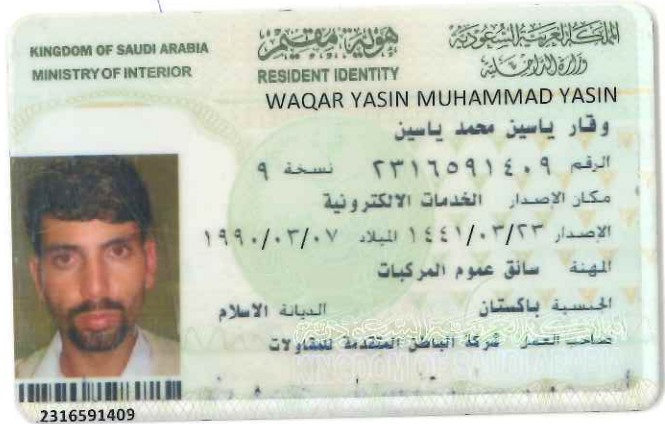 KINGDOM OF SAUDI ARABIA
MINISTRY OF INTERIOR
هوية مقيم
RESIDENT IDENTITY
المملكة العربية السعودية
وزارة الداخلية
WAQAR YASIN MUHAMMAD YASIN
وقار ياسين محمد ياسين
الرقم ٢٣١٦٥٩١٤٠٩ نسخة ٩
مكان الإصدار الخدمات الالكترونية
الإصدار ١٤٤١/٠٣/٢٣ الميلاد ١٩٩٠/٠٣/٠٧
المهنة سائق عموم المركبات
الجنسية باكستان الديانة الاسلام
صاحب العمل شركة الباطن المتقدمة للمقاولات
2316591409